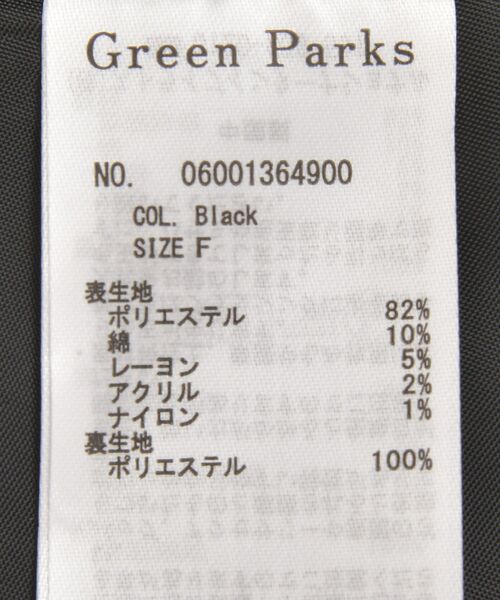 Green Parks
NO. 06001364900
COL. Black
SIZE F
表生地
ポリエステル 82%
綿 10%
レーヨン 5%
アクリル 2%
ナイロン 1%
裏生地
ポリエステル 100%